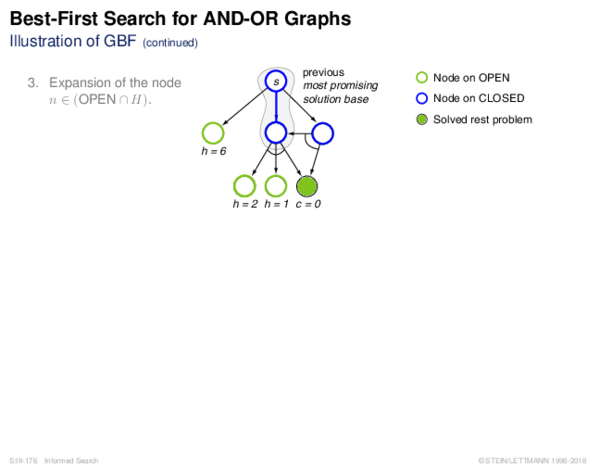 Best-First Search for AND-OR Graphs
Illustration of GBF (continued)
3. Expansion of the node
n ∈ (OPEN ∩ H).
s
previous
most promising
solution base
h = 6
h = 2 h = 1 c = 0
Node on OPEN
Node on CLOSED
Solved rest problem
S:III-176 Informed Search
© STEIN/LETTMANN 1998-2018